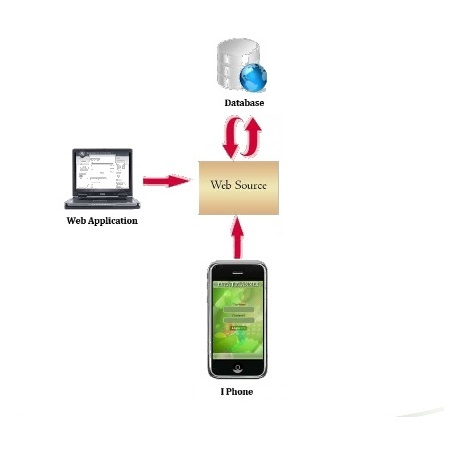 Database
Web Source
Web Application
I Phone